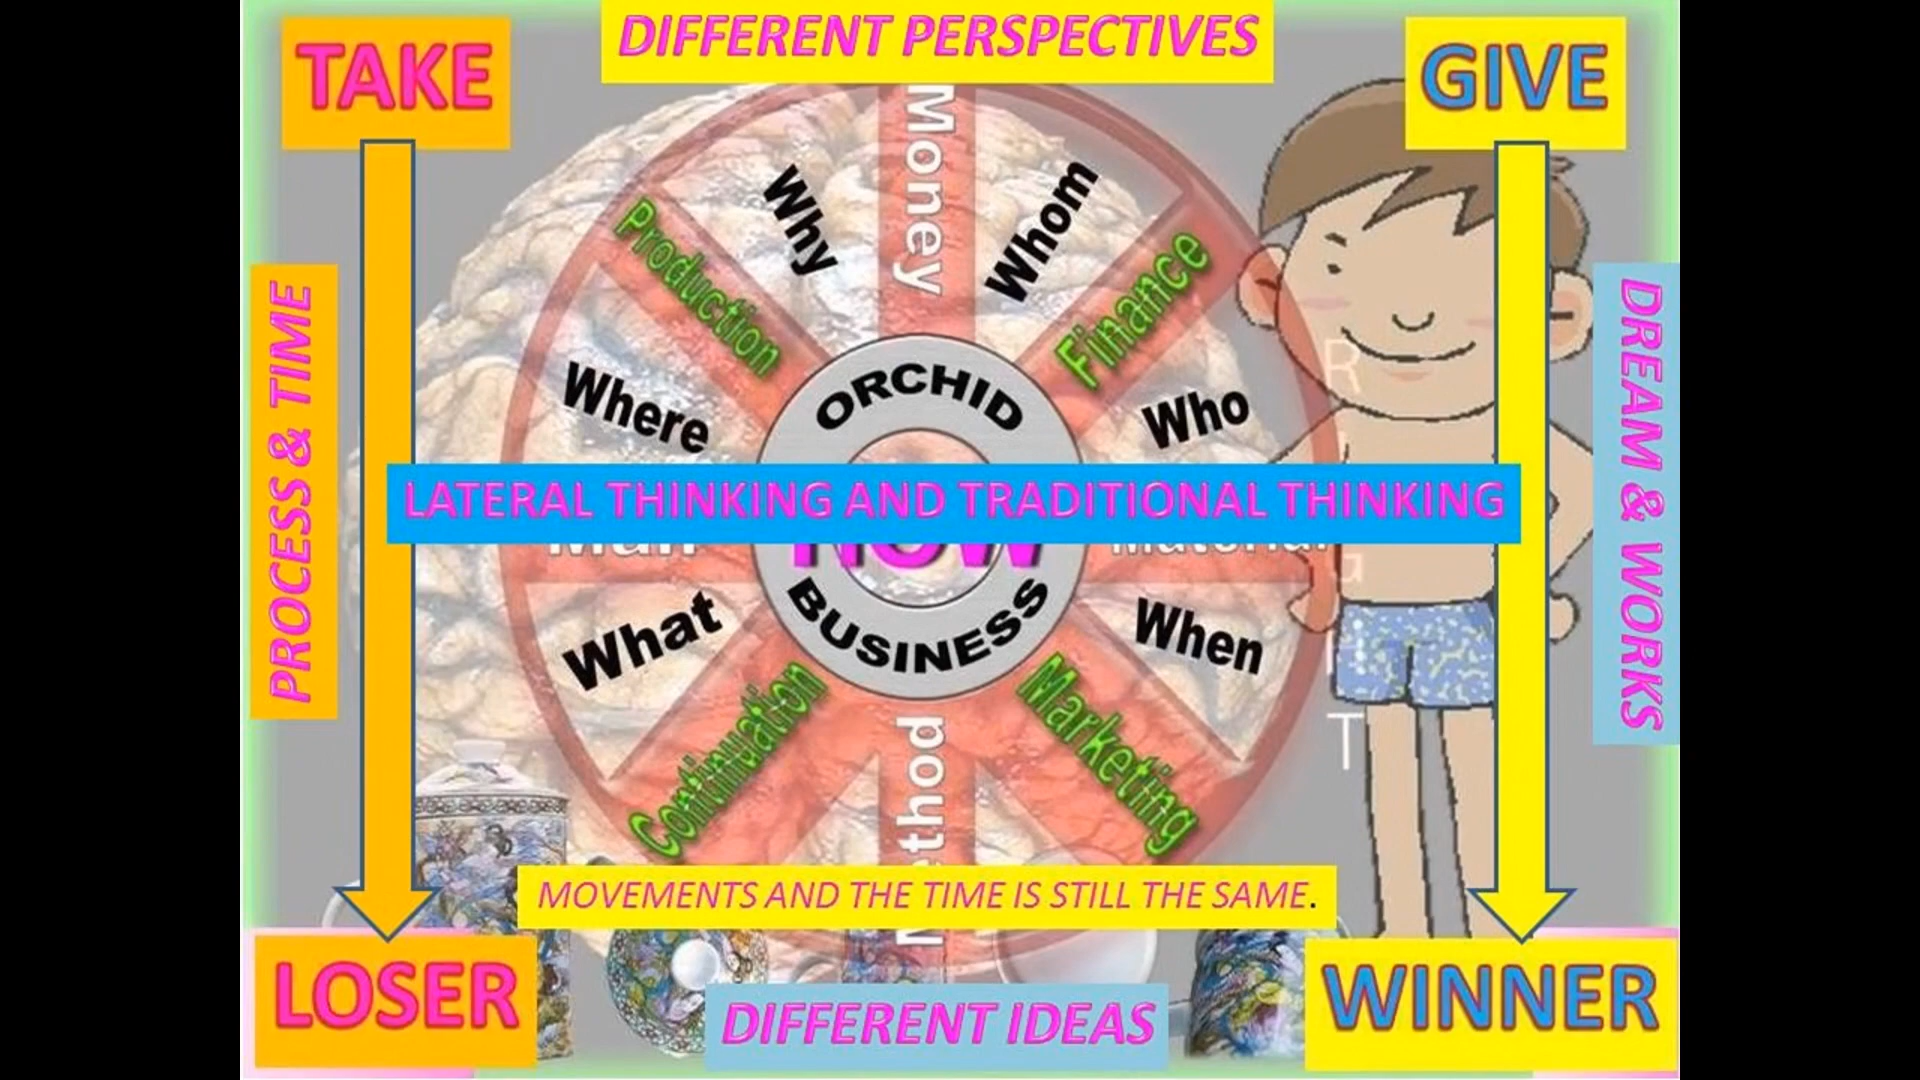 DIFFERENT PERSPECTIVES
TAKE
GIVE
Money
Why
Whom
Production
Finance
Where
Who
ORCHID
PROCESS & TIME
DREAM & WORKS
LATERAL THINKING AND TRADITIONAL THINKING
HOW
BUSINESS
What
When
Continuation
Marketing
MOVEMENTS AND THE TIME IS STILL THE SAME.
LOSER
WINNER
DIFFERENT IDEAS